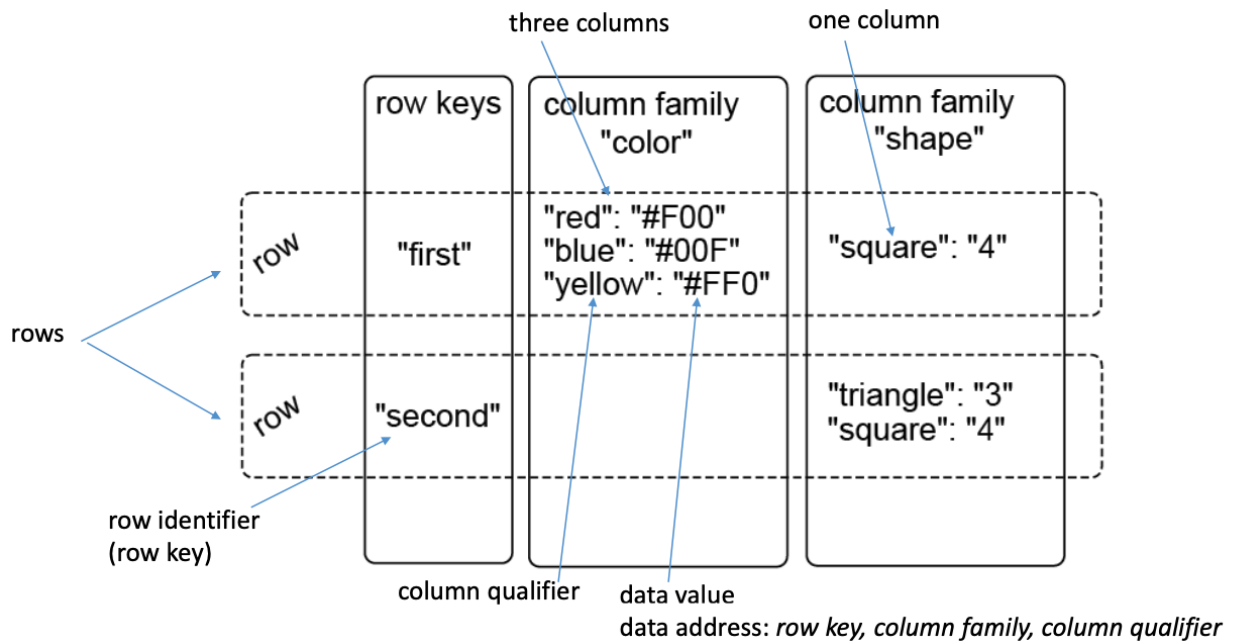 three columns
one column
row keys
column family
"color"
column family
"shape"
row
"first"
"red": "#F00"
"blue": "#00F"
"yellow": "#FF0"
"square": "4"
rows
row
"second"
"triangle": "3"
"square": "4"
row identifier
(row key)
column qualifier
data value
data address: row key, column family, column qualifier